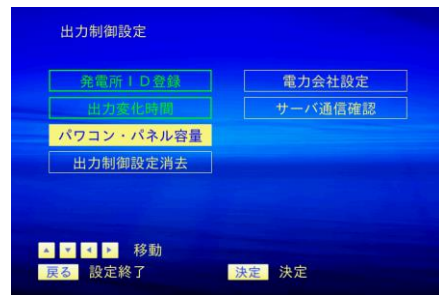 出力制御設定
発電所ID登録 電力会社設定
出力変化時間 サーバ通信確認
パワコン・パネル容量
出力制御設定消去
▲ ▼ ◀ ▶ 移動
戻る 設定終了 決定 決定